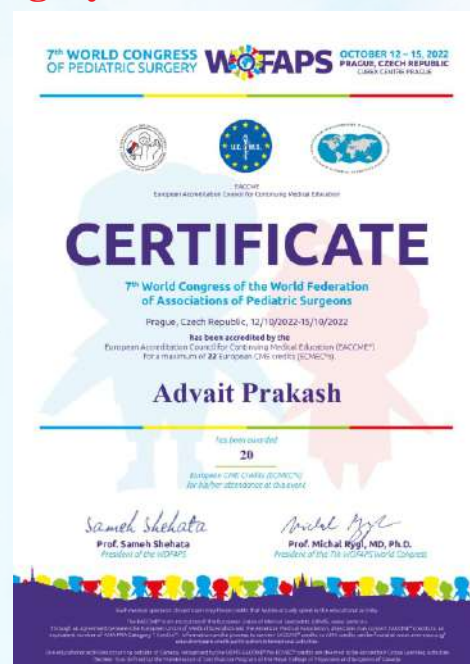 7th WORLD CONGRESS
OF PEDIATRIC SURGERY
WOFAPS
OCTOBER 12 – 15, 2022
PRAGUE, CZECH REPUBLIC
CUBEX CENTRE PRAGUE
U.E.M.S.
EACCME
European Accreditation Council for Continuing Medical Education
CERTIFICATE
7th World Congress of the World Federation
of Associations of Pediatric Surgeons
Prague, Czech Republic, 12/10/2022-15/10/2022
has been accredited by the
European Accreditation Council for Continuing Medical Education (EACCME®)
for a maximum of 22 European CME credits (ECMEC®s).
Advait Prakash
has been awarded
20
European CME Credits (ECMEC®s)
for his/her attendance at this event
Sameh Shehata
Prof. Sameh Shehata
President of the WOFAPS
Prof. Michal Rygl, MD, Ph.D.
President of the 7th WOFAPS World Congress